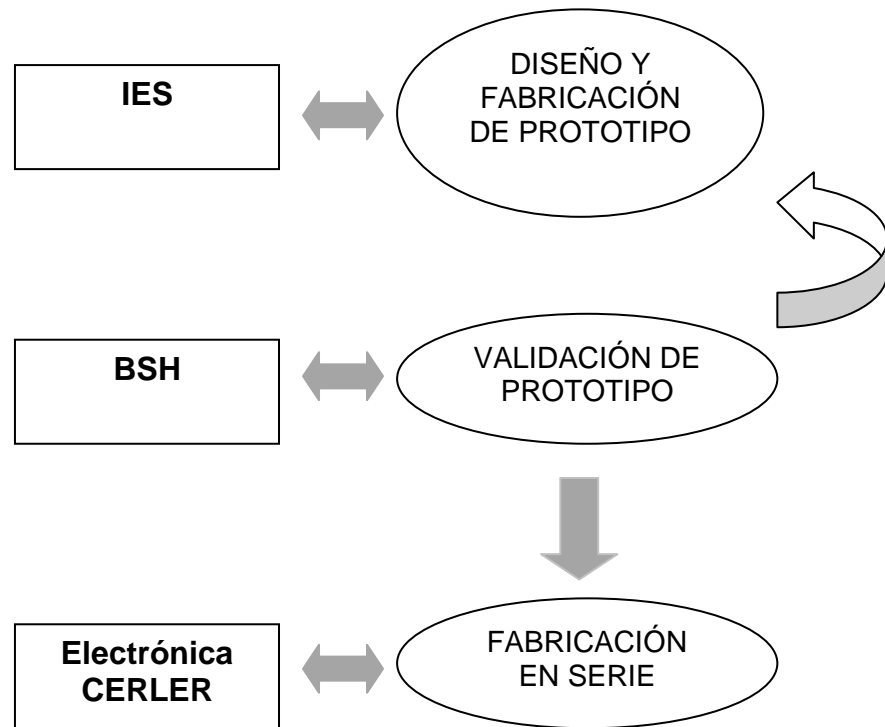 IES
DISEÑO Y
FABRICACIÓN
DE PROTOTIPO
BSH
VALIDACIÓN DE
PROTOTIPO
Electrónica
CERLER
FABRICACIÓN
EN SERIE